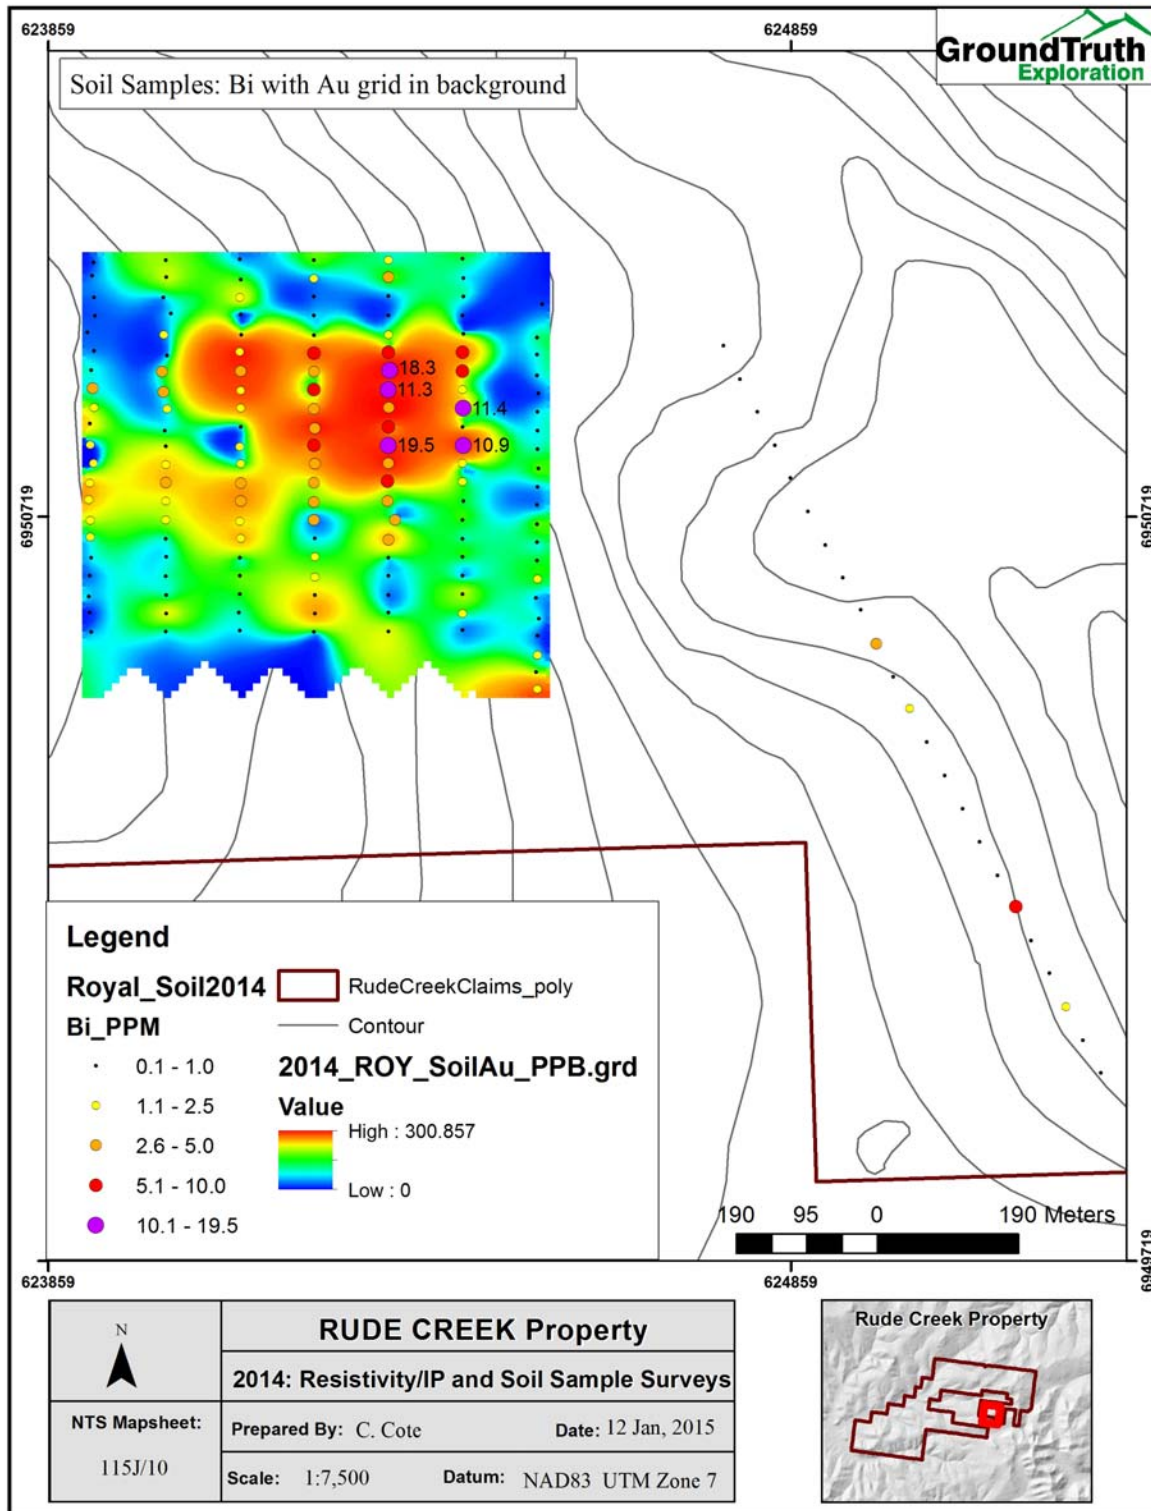 623859
624859
GroundTruth
Exploration
Soil Samples: Bi with Au grid in background
18.3
11.3
11.4
19.5
10.9
6950719
6950719
Legend
Royal_Soil2014
RudeCreekClaims_poly
Bi_PPM
Contour
0.1 - 1.0
2014_ROY_SoilAu_PPB.grd
1.1 - 2.5
Value
2.6 - 5.0
High : 300.857
5.1 - 10.0
Low : 0
10.1 - 19.5
190 95 0 190 Meters
6949719
623859
624859
N
RUDE CREEK Property
2014: Resistivity/IP and Soil Sample Surveys
NTS Mapsheet:
115J/10
Prepared By: C. Cote
Date: 12 Jan, 2015
Scale: 1:7,500
Datum: NAD83 UTM Zone 7
Rude Creek Property